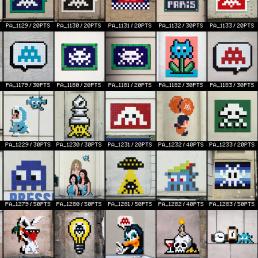 PARIS
PA_1129/20PTS PA_1130/20PTS PA_1131/20PTS PA_1132/30PTS PA_1133/20PTS
PA_1179/30PTS PA_1180/20PTS PA_1181/20PTS PA_1182/30PTS PA_1183/20PTS
PRESS
PA_1229/30PTS PA_1230/30PTS PA_1231/20PTS PA_1232/40PTS PA_1233/20PTS
PA_1279/50PTS PA_1280/50PTS PA_1281/50PTS PA_1282/40PTS PA_1283/50PTS